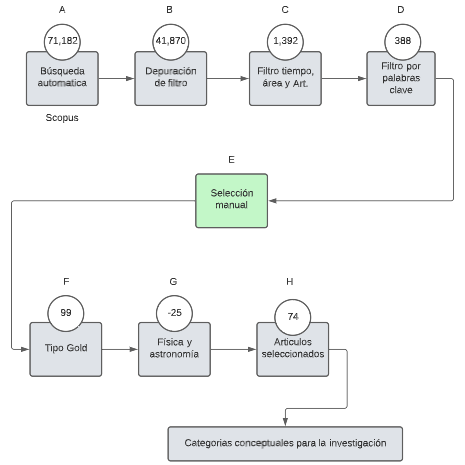 A
B
C
D
71,182
41,870
1,392
388
Búsqueda
automatica
Depuración
de filtro
Filtro tiempo,
área y Art.
Filtro por
palabras
clave
Scopus
E
Selección
manual
F
G
H
99
-25
74
Tipo Gold
Física y
astronomía
Articulos
seleccionados
Categorias conceptuales para la investigación